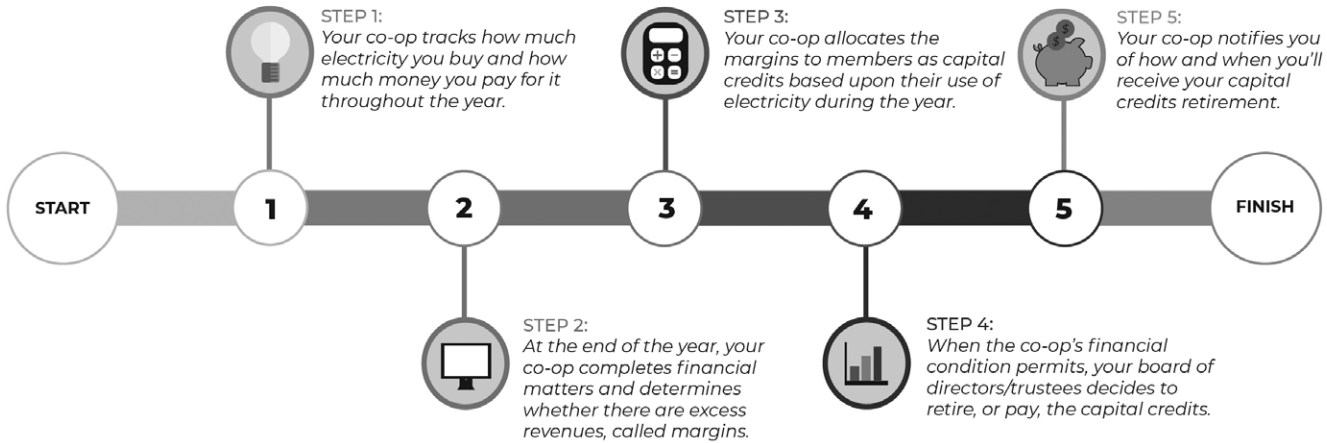 STEP 1:
Your co-op tracks how much
electricity you buy and how
much money you pay for it
throughout the year.
STEP 3:
Your co-op allocates the
margins to members as capital
credits based upon their use of
electricity during the year.
STEP 5:
Your co-op notifies you
of how and when you’ll
receive your capital
credits retirement.
START
1
2
3
4
5
FINISH
STEP 2:
At the end of the year, your
co-op completes financial
matters and determines
whether there are excess
revenues, called margins.
STEP 4:
When the co-op’s financial
condition permits, your board of
directors/trustees decides to
retire, or pay, the capital credits.